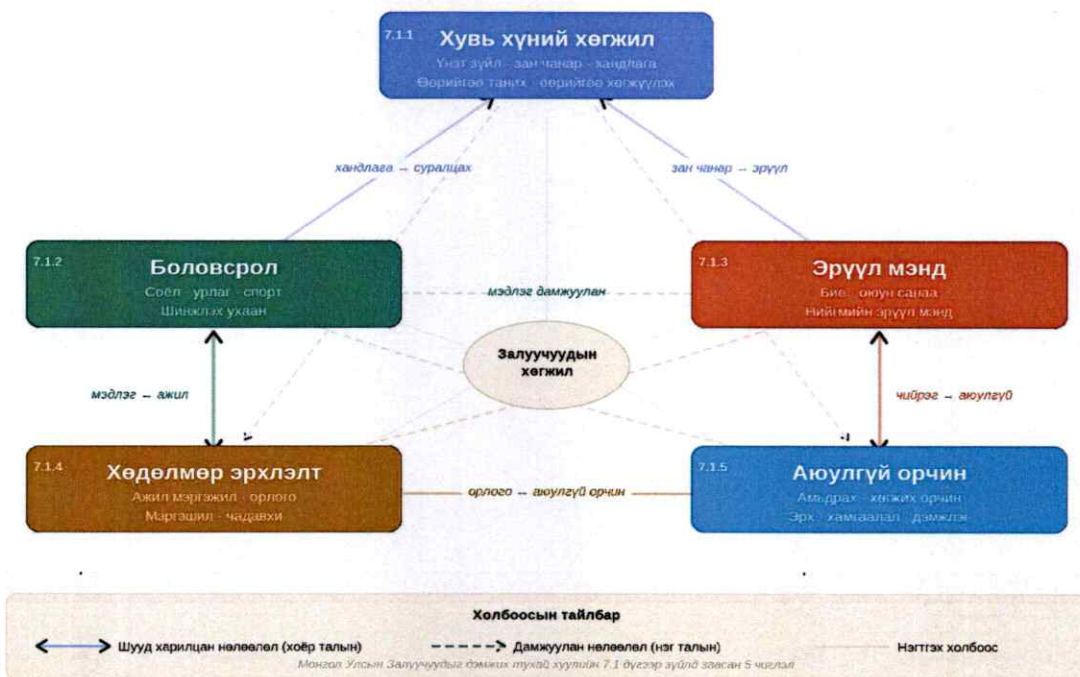 7.1.1
Хувь хүний хөгжил
Үнэт зүйл · зан чанар · хандлага
Өөрийгөө таних · өөрийгөө хөгжүүлэх
хандлага ↔ суралцах
зан чанар ↔ эрүүл
7.1.2
Боловсрол
Соёл · урлаг · спорт
Шинжлэх ухаан
7.1.3
Эрүүл мэнд
Бие · оюун санаа
Нийгмийн эрүүл мэнд
мэдлэг дамжуулан
Залуучуудын
хөгжил
мэдлэг ↔ ажил
чийрэг ↔ аюулгүй
7.1.4
Хөдөлмөр эрхлэлт
Ажил мэргэжил · орлого
Мэргэшил · чадавхи
орлого ↔ аюулгүй орчин
7.1.5
Аюулгүй орчин
Амьдрах · хөгжих орчин
Эрх · хамгаалал · дэмжлэг
Холбоосын тайлбар
Шууд харилцан нөлөөлөл (хоёр талын)
Дамжуулан нөлөөлөл (нэг талын)
Нэгтгэх холбоос
Монгол Улсын Залуучуудыг дэмжих тухай хуулийн 7.1 дүгээр зүйлд заасан 5 чиглэл